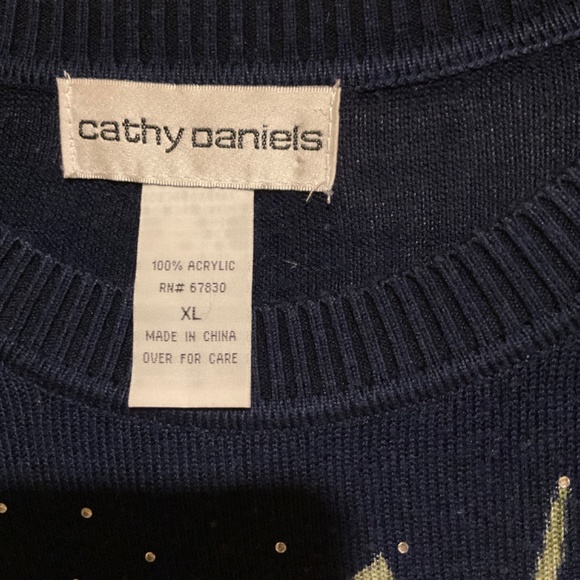 cathy daniels
100% ACRYLIC
RN# 67830
XL
MADE IN CHINA
OVER FOR CARE